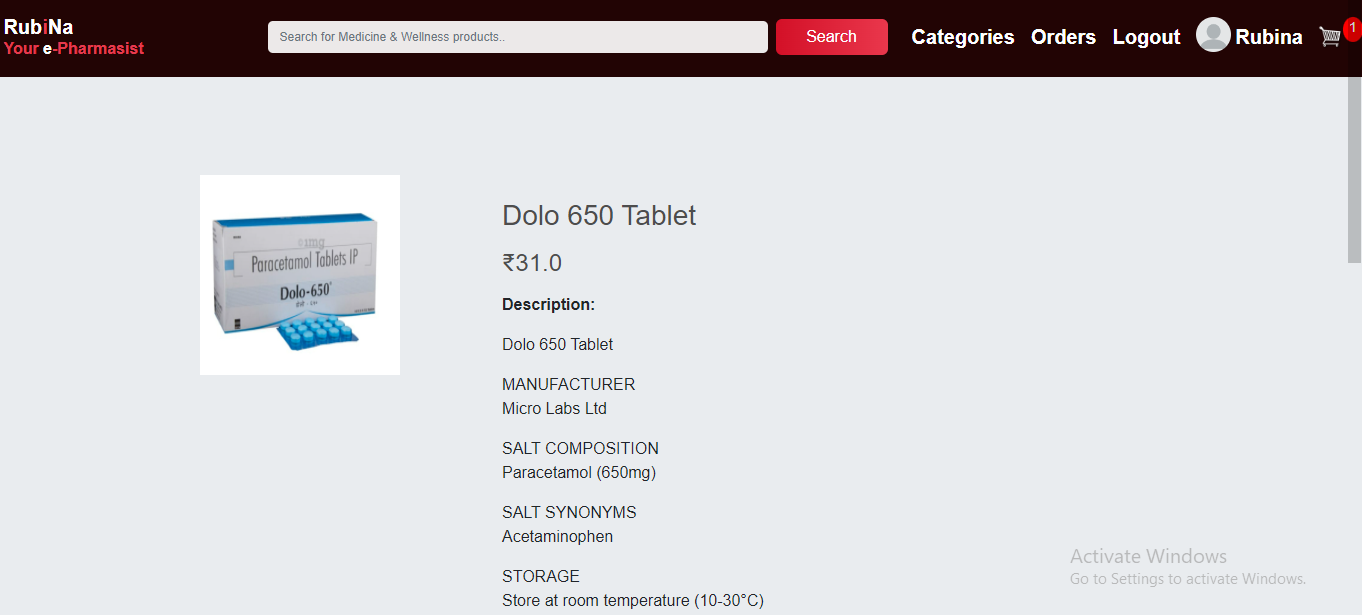 RubiNa
Your e-Pharmasist
Search for Medicine & Wellness products..
Search
Categories
Orders
Logout
Rubina
1
1mg
Paracetamol Tablets IP
Dolo-650
Dolo 650 Tablet
₹31.0
Description:
Dolo 650 Tablet
MANUFACTURER
Micro Labs Ltd
SALT COMPOSITION
Paracetamol (650mg)
SALT SYNONYMS
Acetaminophen
STORAGE
Store at room temperature (10-30°C)
Activate Windows
Go to Settings to activate Windows.